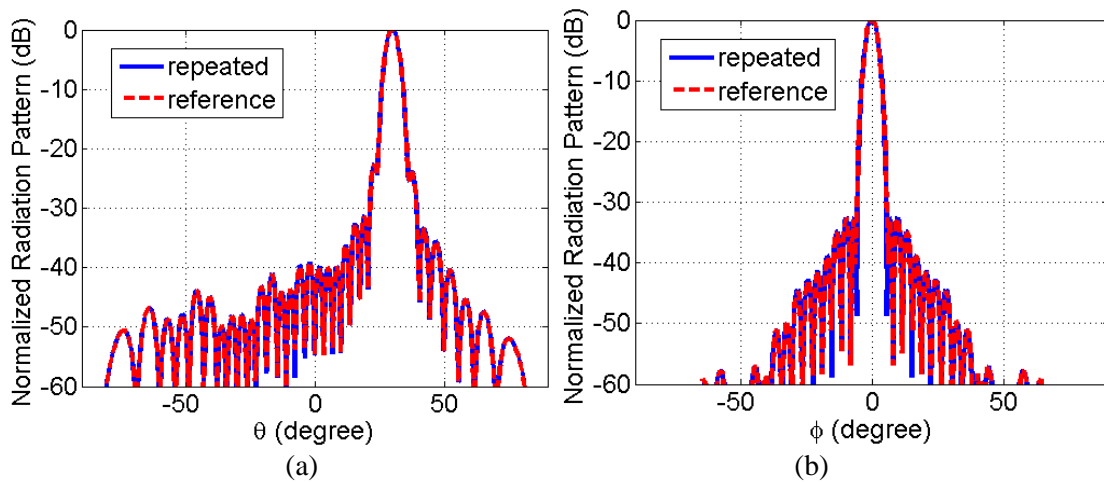 Normalized Radiation Pattern (dB)
0
-10
-20
-30
-40
-50
-60
repeated
reference
-50
0
50
θ (degree)
(a)
Normalized Radiation Pattern (dB)
0
-10
-20
-30
-40
-50
-60
repeated
reference
-50
0
50
ϕ (degree)
(b)